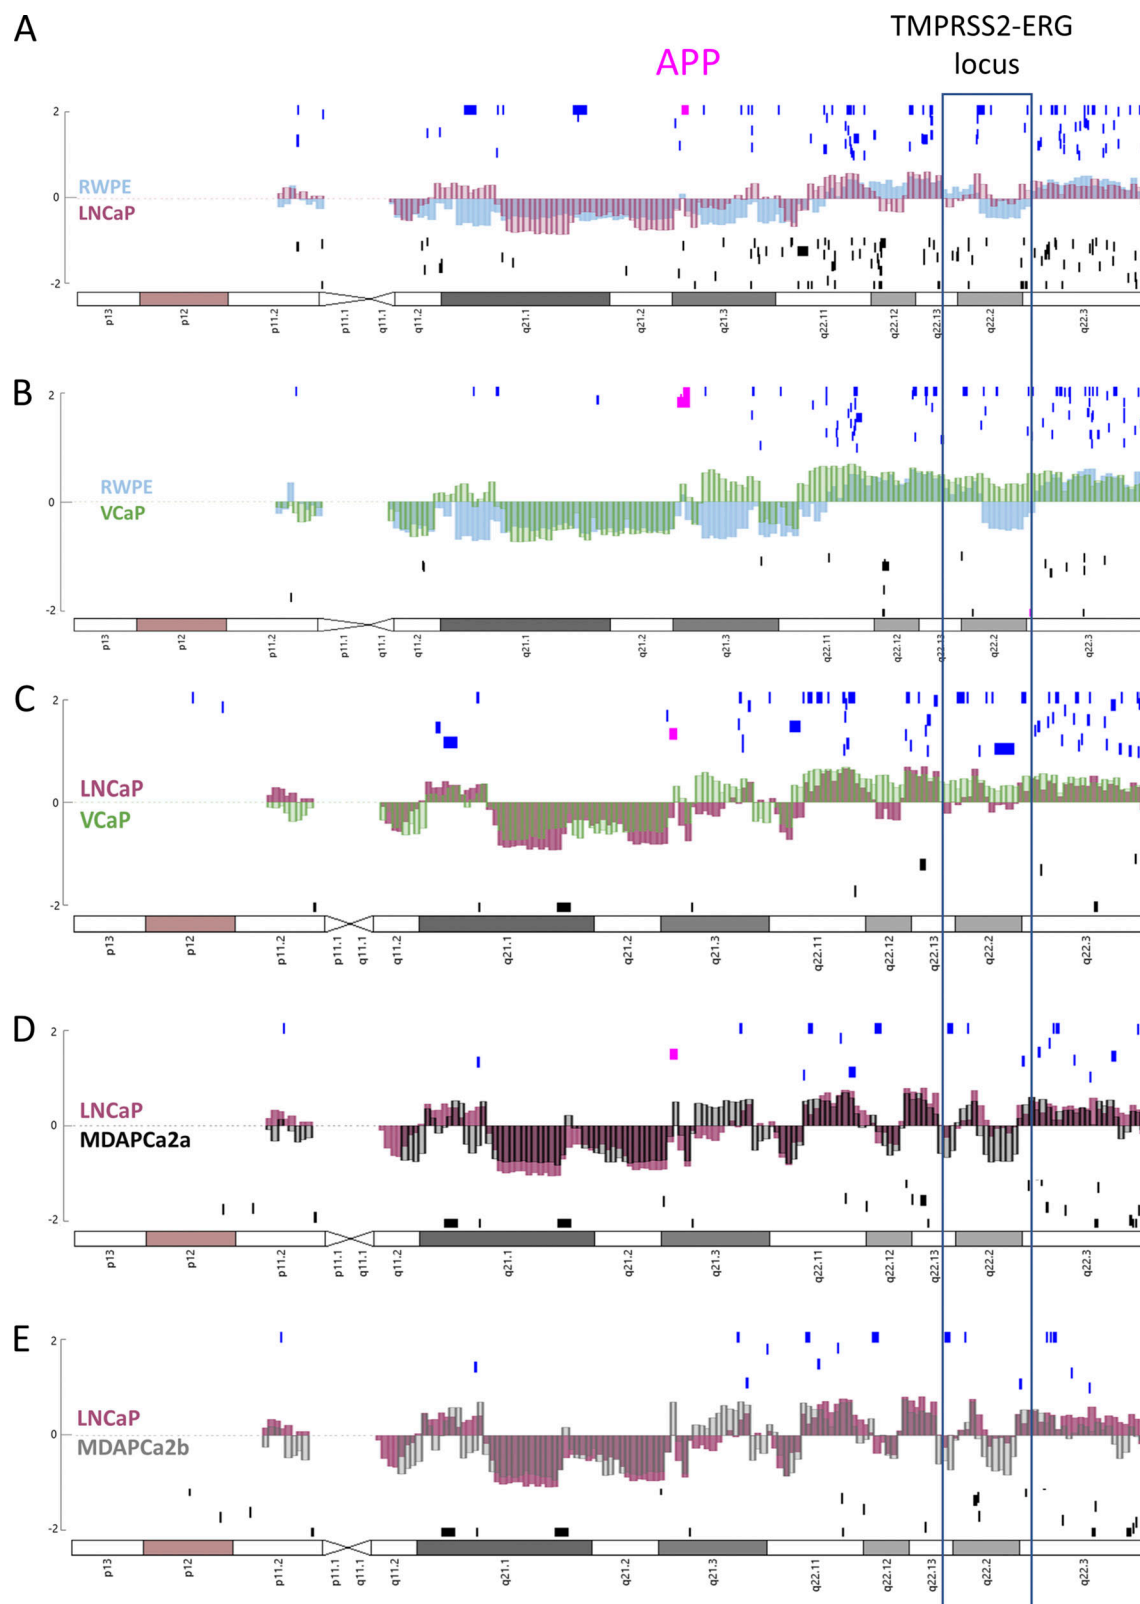 A
TMPRSS2-ERG
locus
APP
2
RWPE
0
LNCaP
-2
p13
p12
p11.2
p11.1
q11.1
q11.2
q21.1
q21.2
q21.3
q22.11
q22.12
q22.13
q22.2
q22.3
B
2
RWPE
0
VCaP
-2
p13
p12
p11.2
p11.1
q11.1
q11.2
q21.1
q21.2
q21.3
q22.11
q22.12
q22.13
q22.2
q22.3
C
2
LNCaP
0
VCaP
-2
p13
p12
p11.2
p11.1
q11.1
q11.2
q21.1
q21.2
q21.3
q22.11
q22.12
q22.13
q22.2
q22.3
D
2
LNCaP
0
MDAPCa2a
-2
p13
p12
p11.2
p11.1
q11.1
q11.2
q21.1
q21.2
q21.3
q22.11
q22.12
q22.13
q22.2
q22.3
E
2
LNCaP
0
MDAPCa2b
-2
p13
p12
p11.2
p11.1
q11.1
q11.2
q21.1
q21.2
q21.3
q22.11
q22.12
q22.13
q22.2
q22.3